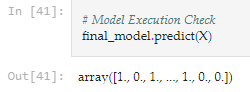 In [41]:
# Model Execution Check
final_model.predict(X)
Out[41]: array([1., 0., 1., ..., 1., 0., 0.])